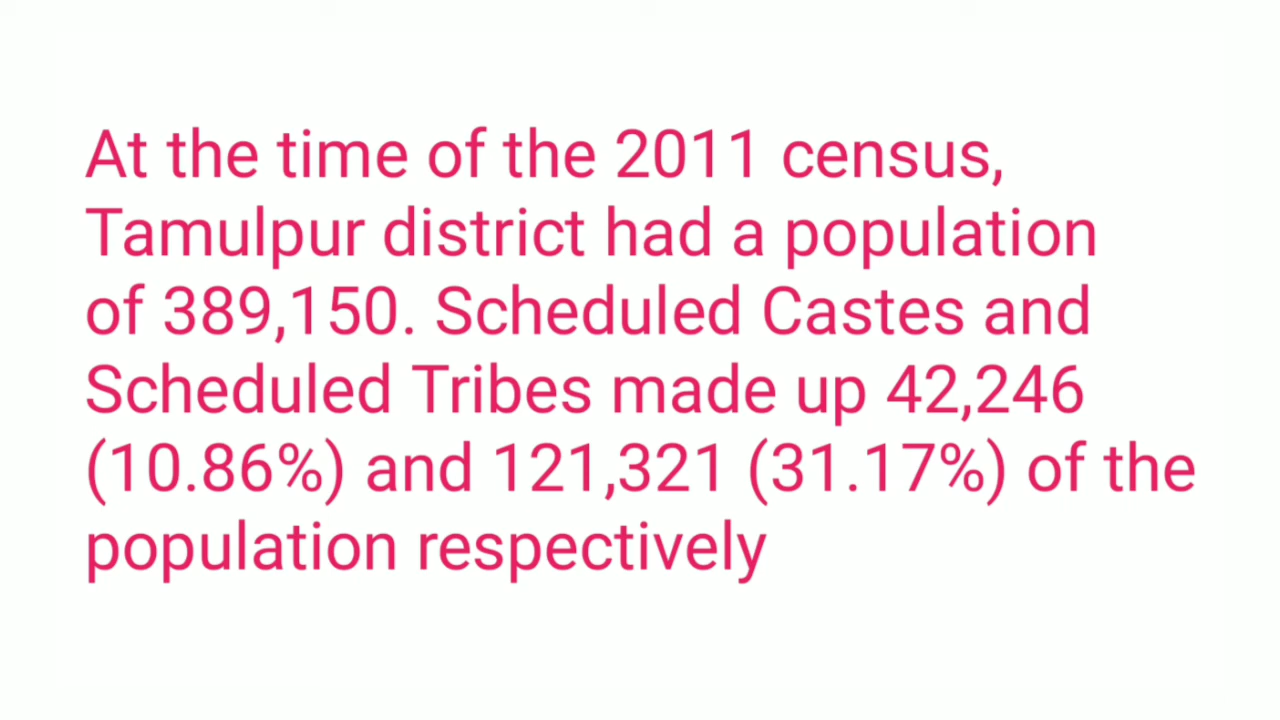 At the time of the 2011 census,
Tamulpur district had a population
of 389,150. Scheduled Castes and
Scheduled Tribes made up 42,246
(10.86%) and 121,321 (31.17%) of the
population respectively